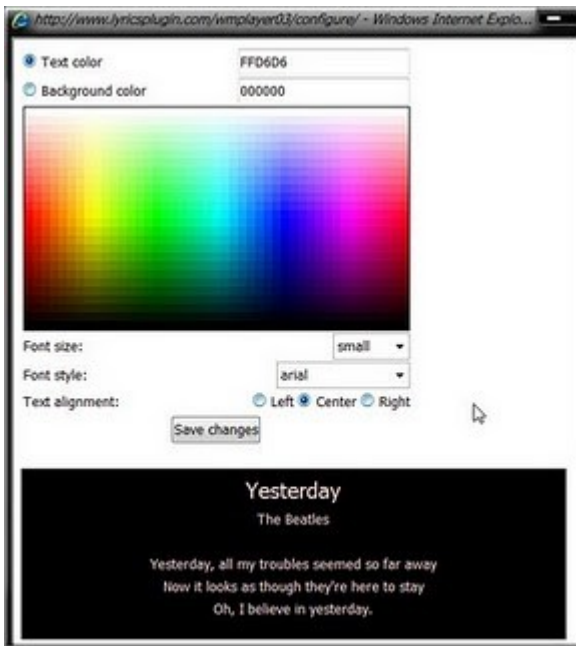 http://www.lyricsplugin.com/wmplayer03/configure/ - Windows Internet Explo...
Text color FFD6D6
Background color 000000
Font size: small
Font style: arial
Text alignment: Left Center Right
Save changes
Yesterday
The Beatles
Yesterday, all my troubles seemed so far away
Now it looks as though they're here to stay
Oh, I believe in yesterday.